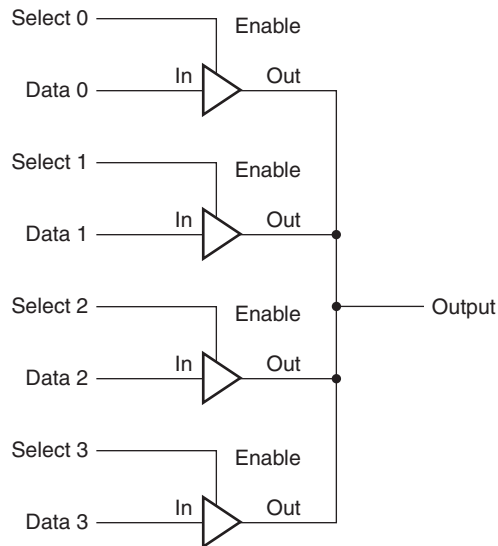 Select 0
Enable
In
Out
Data 0
Select 1
Enable
In
Out
Data 1
Select 2
Enable
Output
In
Out
Data 2
Select 3
Enable
In
Out
Data 3